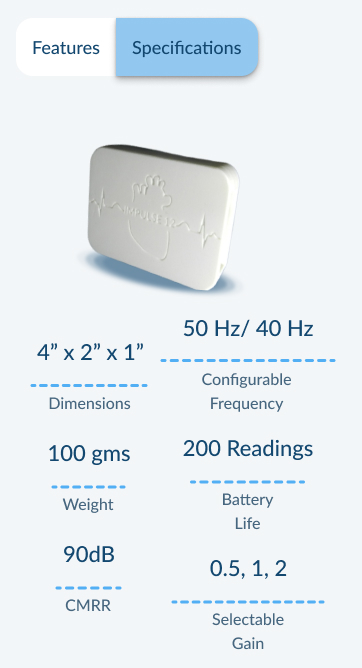 Features
Specifications
4” x 2” x 1”
Dimensions
50 Hz/ 40 Hz
Configurable
Frequency
100 gms
Weight
200 Readings
Battery
Life
90dB
CMRR
0.5, 1, 2
Selectable
Gain